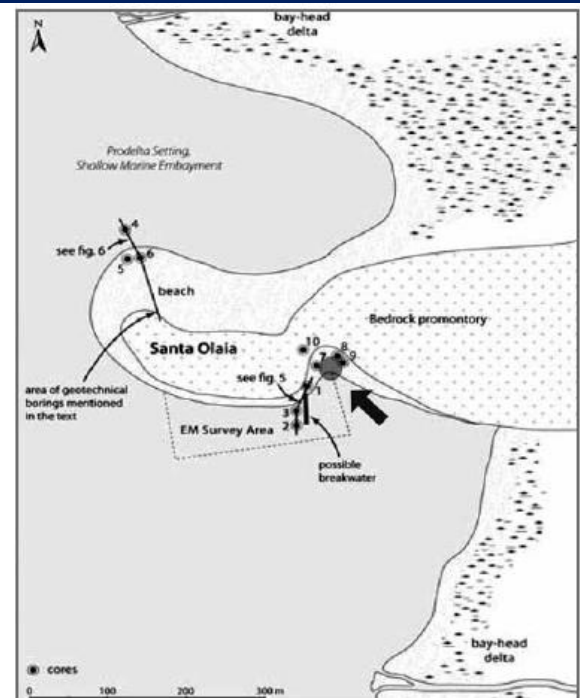 N
bay-head
delta
Prodelta Setting,
Shallow Marine Embayment
4
see fig. 6
5
6
beach
Bedrock promontory
Santa Olaia
10
8
9
7
see fig. 5
1
area of geotechnical
borings mentioned
in the text
3
EM Survey Area
2
possible
breakwater
bay-head
delta
cores
0
100
200
300 m